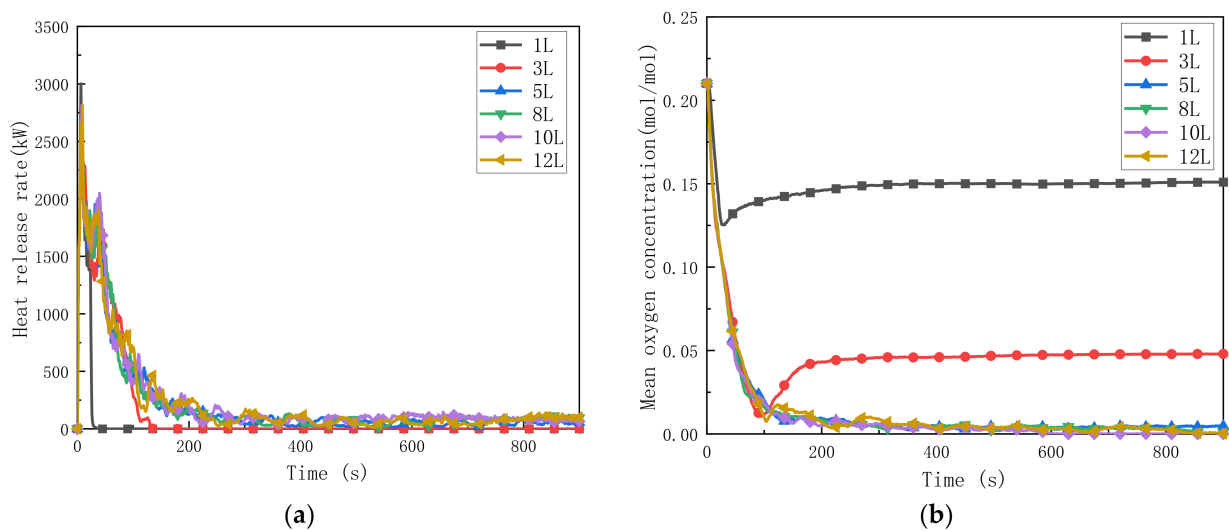 3500
3000
2500
2000
1500
1000
500
0
Heat release rate(kW)
0 200 400 600 800
Time (s)
1L
3L
5L
8L
10L
12L
(a)
0.25
0.20
0.15
0.10
0.05
0.00
Mean oxygen concentration(mol/mol)
0 200 400 600 800
Time (s)
1L
3L
5L
8L
10L
12L
(b)